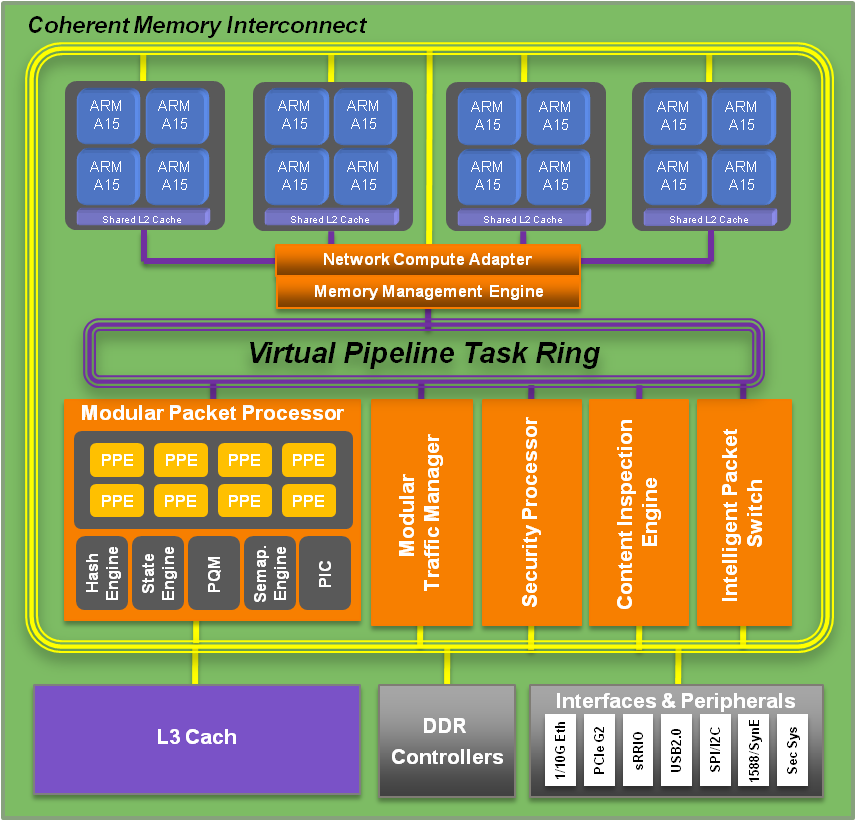 Coherent Memory Interconnect
ARM
A15
ARM
A15
ARM
A15
ARM
A15
Shared L2 Cache
ARM
A15
ARM
A15
ARM
A15
ARM
A15
Shared L2 Cache
ARM
A15
ARM
A15
ARM
A15
ARM
A15
Shared L2 Cache
ARM
A15
ARM
A15
ARM
A15
ARM
A15
Shared L2 Cache
Network Compute Adapter
Memory Management Engine
Virtual Pipeline Task Ring
Modular Packet Processor
PPE
PPE
PPE
PPE
PPE
PPE
PPE
PPE
Hash
Engine
State
Engine
PQM
Semap.
Engine
PIC
Modular
Traffic Manager
Security Processor
Content Inspection
Engine
Intelligent Packet
Switch
L3 Cach
DDR
Controllers
Interfaces & Peripherals
1/10G Eth
PCIe G2
sRRIO
USB2.0
SPI/I2C
1588/SynE
Sec Sys